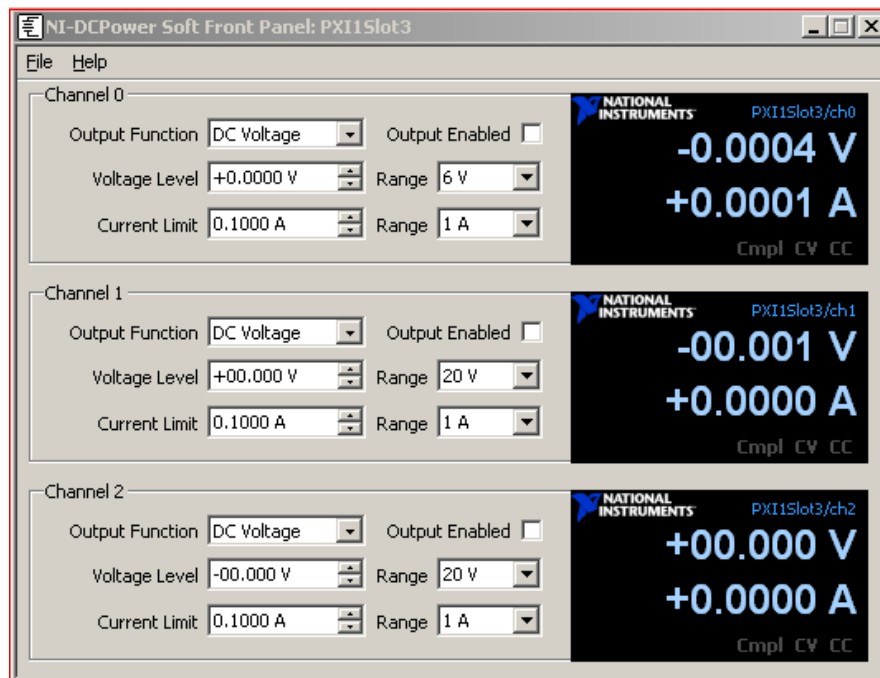 NI-DCPower Soft Front Panel: PXI1Slot3
File Help
Channel 0
Output Function DC Voltage Output Enabled
Voltage Level +0.0000 V Range 6 V
Current Limit 0.1000 A Range 1 A
NATIONAL INSTRUMENTS
PXI1Slot3/ch0
-0.0004 V
+0.0001 A
Cmpl CV CC
Channel 1
Output Function DC Voltage Output Enabled
Voltage Level +00.000 V Range 20 V
Current Limit 0.1000 A Range 1 A
NATIONAL INSTRUMENTS
PXI1Slot3/ch1
-00.001 V
+0.0000 A
Cmpl CV CC
Channel 2
Output Function DC Voltage Output Enabled
Voltage Level -00.000 V Range 20 V
Current Limit 0.1000 A Range 1 A
NATIONAL INSTRUMENTS
PXI1Slot3/ch2
+00.000 V
+0.0000 A
Cmpl CV CC